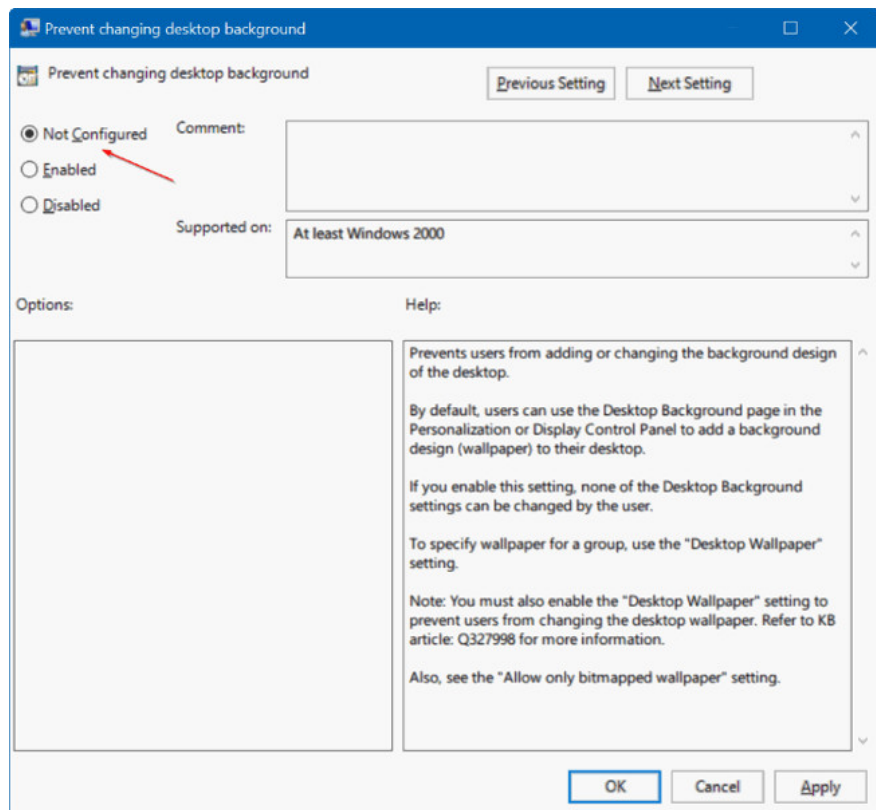 Prevent changing desktop background
Prevent changing desktop background
Previous Setting
Next Setting
Not Configured
Comment:
Enabled
Disabled
Supported on:
At least Windows 2000
Options:
Help:
Prevents users from adding or changing the background design
of the desktop.
By default, users can use the Desktop Background page in the
Personalization or Display Control Panel to add a background
design (wallpaper) to their desktop.
If you enable this setting, none of the Desktop Background
settings can be changed by the user.
To specify wallpaper for a group, use the "Desktop Wallpaper"
setting.
Note: You must also enable the "Desktop Wallpaper" setting to
prevent users from changing the desktop wallpaper. Refer to KB
article: Q327998 for more information.
Also, see the "Allow only bitmapped wallpaper" setting.
OK
Cancel
Apply